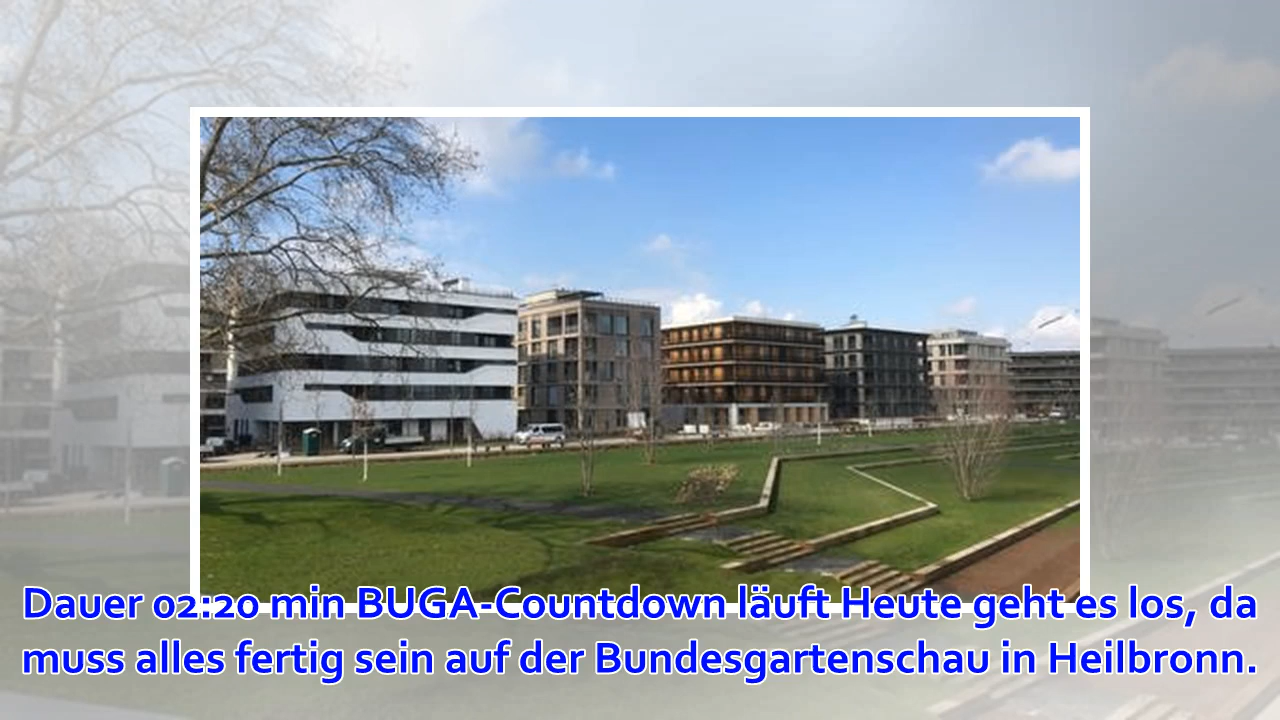 Dauer 02:20 min BUGA-Countdown läuft Heute geht es los, da
muss alles fertig sein auf der Bundesgartenschau in Heilbronn.